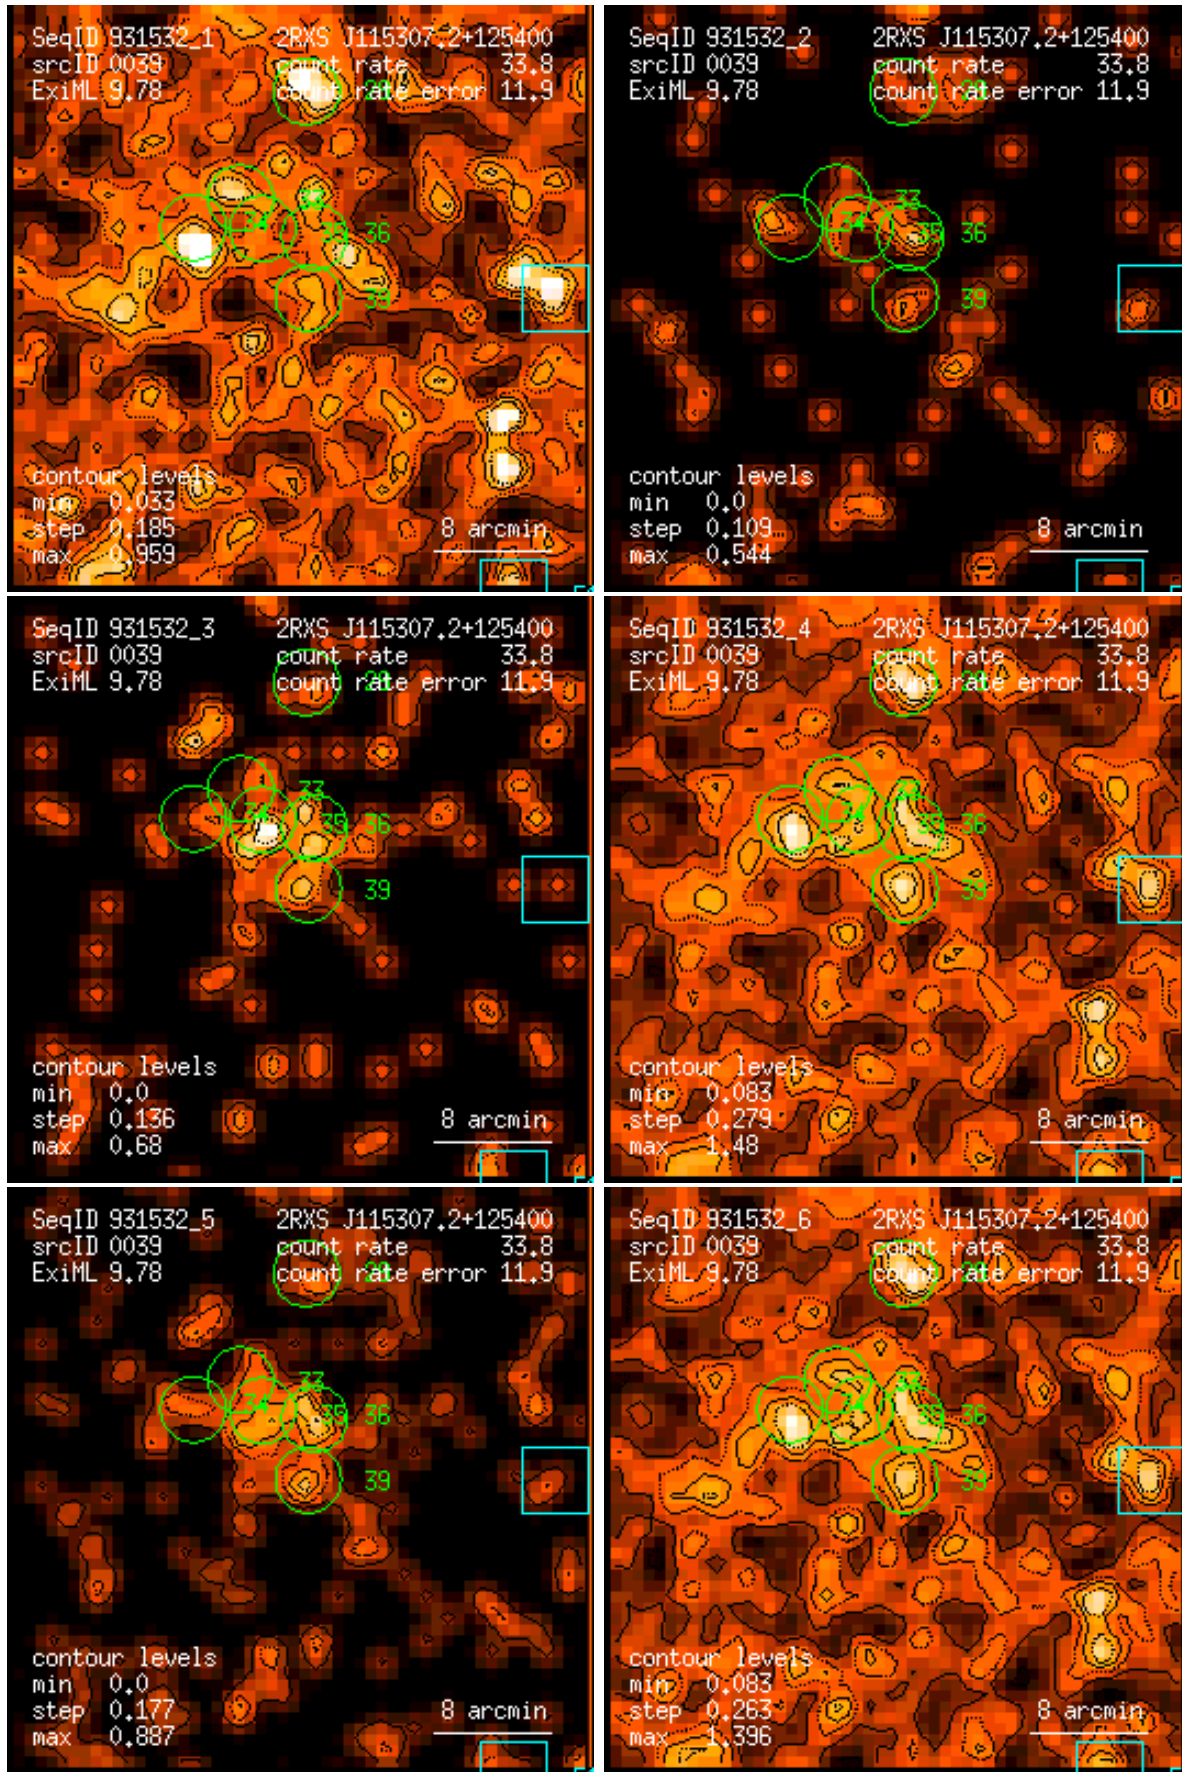 SeqID 931532_1 2RXS J115307.2+125400
srcID 0039 count rate 33.8
ExiML 9.78 count rate error 11.9
33
34 35 36
39
contour levels
min 0.033
step 0.185 8 arcmin
max 0.959
SeqID 931532_2 2RXS J115307.2+125400
srcID 0039 count rate 33.8
ExiML 9.78 count rate error 11.9
33
34 35 36
39
contour levels
min 0.0
step 0.109 8 arcmin
max 0.544
SeqID 931532_3 2RXS J115307.2+125400
srcID 0039 count rate 33.8
ExiML 9.78 count rate error 11.9
33
34 35 36
39
contour levels
min 0.0
step 0.136 8 arcmin
max 0.68
SeqID 931532_4 2RXS J115307.2+125400
srcID 0039 count rate 33.8
ExiML 9.78 count rate error 11.9
33
34 35 36
39
contour levels
min 0.083
step 0.279 8 arcmin
max 1.48
SeqID 931532_5 2RXS J115307.2+125400
srcID 0039 count rate 33.8
ExiML 9.78 count rate error 11.9
33
34 35 36
39
contour levels
min 0.0
step 0.177 8 arcmin
max 0.887
SeqID 931532_6 2RXS J115307.2+125400
srcID 0039 count rate 33.8
ExiML 9.78 count rate error 11.9
33
34 35 36
39
contour levels
min 0.083
step 0.263 8 arcmin
max 1.396